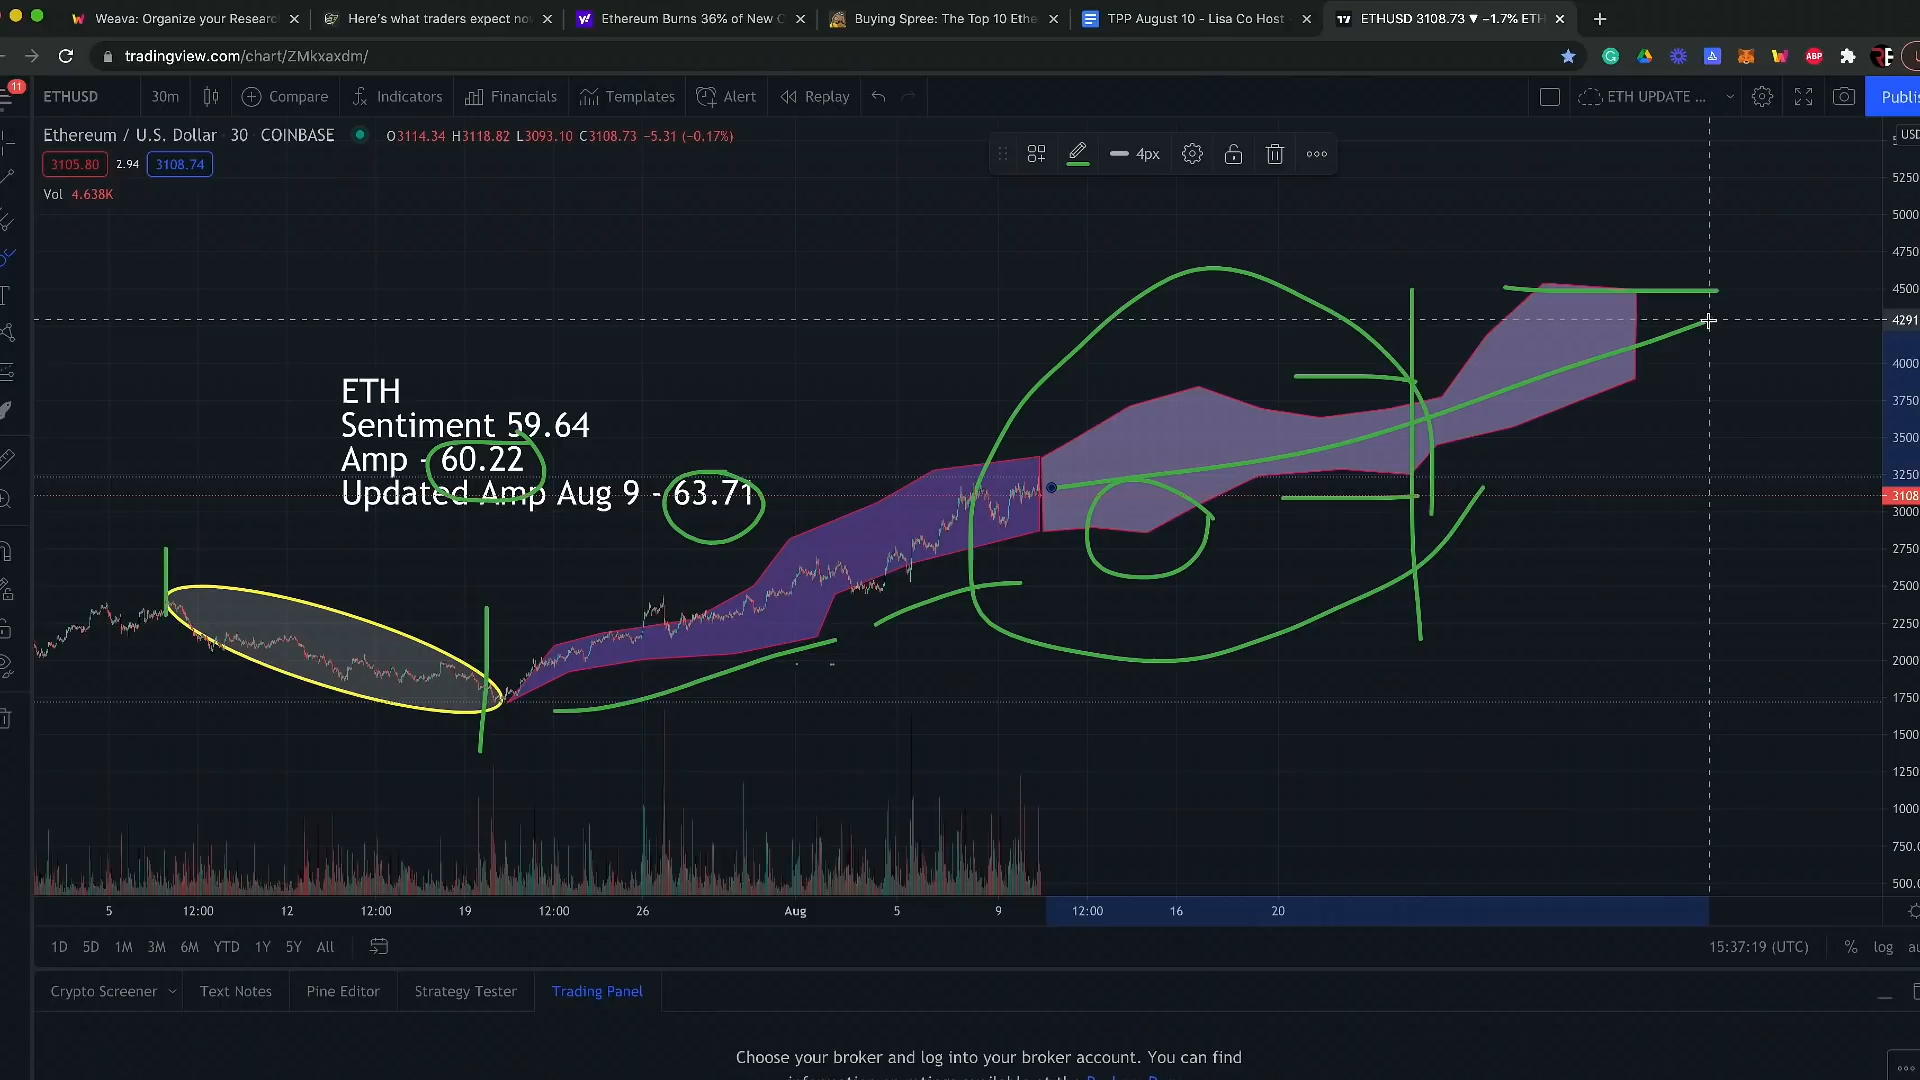 Weava: Organize your Resear
Here's what traders expect no
Ethereum Burns 36% of New C
Buying Spree: The Top 10 Ethe
TPP August 10 - Lisa Co Host
ETHUSD 3108.73 ▼ −1.7% ETH
tradingview.com/chart/ZMkxaxdm/
ABP
11
ETHUSD 30m Compare Indicators Financials Templates Alert Replay ETH UPDATE ... Publis
Ethereum / U.S. Dollar 30 COINBASE O3114.34 H3118.82 L3093.10 C3108.73 −5.31 (−0.17%)
USD
3105.80 2.94 3108.74
4px
Vol 4.638K
5250
5000
4750
4500
4291
4000
3750
3500
3250
3108
3000
2750
2500
2250
2000
1750
1500
1250
1000
750.0
500.0
ETH
Sentiment 59.64
Amp - 60.22
Updated Amp Aug 9 - 63.71
5 12:00 12 12:00 19 12:00 26 Aug 5 9 12:00 16 20
1D 5D 1M 3M 6M YTD 1Y 5Y All 15:37:19 (UTC) % log au
Crypto Screener Text Notes Pine Editor Strategy Tester Trading Panel
Choose your broker and log into your broker account. You can find